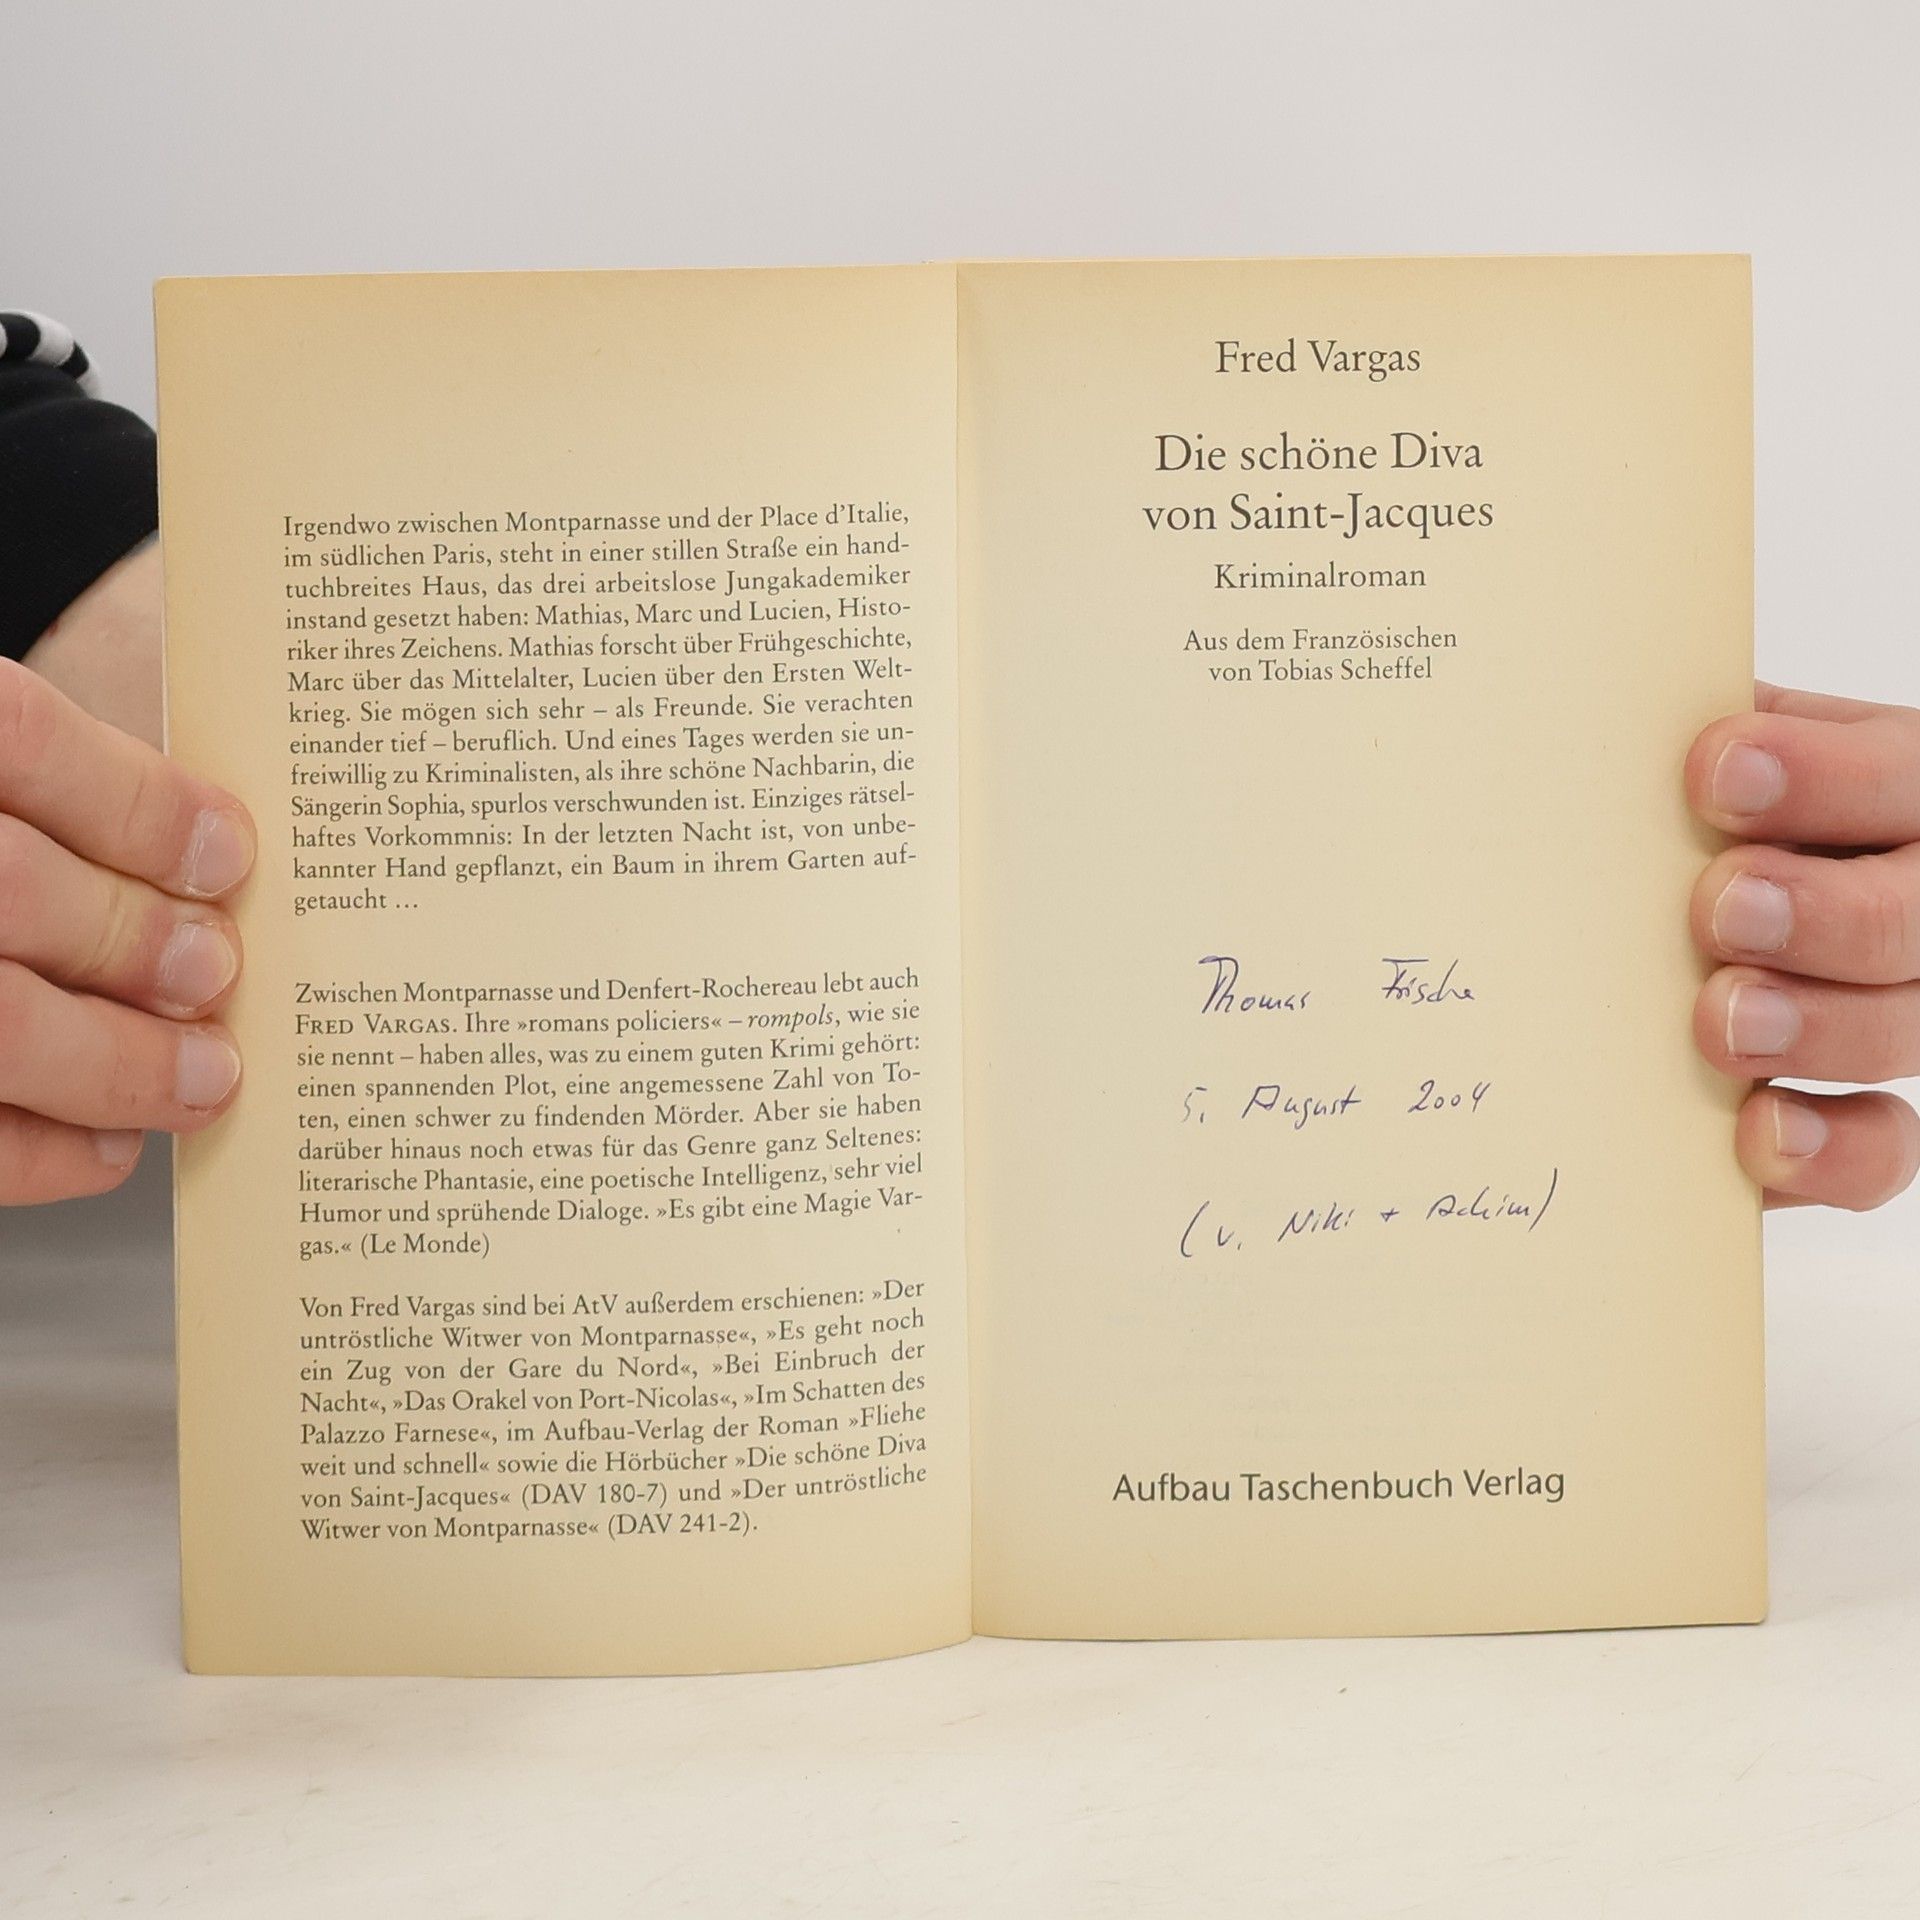 Irgendwo zwischen Montparnasse und der Place d’Italie,
im südlichen Paris, steht in einer stillen Straße ein hand-
tuchbreites Haus, das drei arbeitslose Jungakademiker
instand gesetzt haben: Mathias, Marc und Lucien, Histo-
riker ihres Zeichens. Mathias forscht über Frühgeschichte,
Marc über das Mittelalter, Lucien über den Ersten Welt-
krieg. Sie mögen sich sehr – als Freunde. Sie verachten
einander tief – beruflich. Und eines Tages werden sie un-
freiwillig zu Kriminalisten, als ihre schöne Nachbarin, die
Sängerin Sophia, spurlos verschwunden ist. Einziges rätsel-
haftes Vorkommnis: In der letzten Nacht ist, von unbe-
kannter Hand gepflanzt, ein Baum in ihrem Garten auf-
getaucht …
Zwischen Montparnasse und Denfert-Rochereau lebt auch
FRED VARGAS. Ihre »romans policiers« – rompols, wie sie
sie nennt – haben alles, was zu einem guten Krimi gehört:
einen spannenden Plot, eine angemessene Zahl von To-
ten, einen schwer zu findenden Mörder. Aber sie haben
darüber hinaus noch etwas für das Genre ganz Seltenes:
literarische Phantasie, eine poetische Intelligenz, sehr viel
Humor und sprühende Dialoge. »Es gibt eine Magie Var-
gas.« (Le Monde)
Von Fred Vargas sind bei AtV außerdem erschienen: »Der
untröstliche Witwer von Montparnasse«, »Es geht noch
ein Zug von der Gare du Nord«, »Bei Einbruch der
Nacht«, »Das Orakel von Port-Nicolas«, »Im Schatten des
Palazzo Farnese«, im Aufbau-Verlag der Roman »Fliehe
weit und schnell« sowie die Hörbücher »Die schöne Diva
von Saint-Jacques« (DAV 180-7) und »Der untröstliche
Witwer von Montparnasse« (DAV 241-2).
Fred Vargas
Die schöne Diva
von Saint-Jacques
Kriminalroman
Aus dem Französischen
von Tobias Scheffel
Thomas Frische
5. August 2004
(v. Niki + Achim)
Aufbau Taschenbuch Verlag